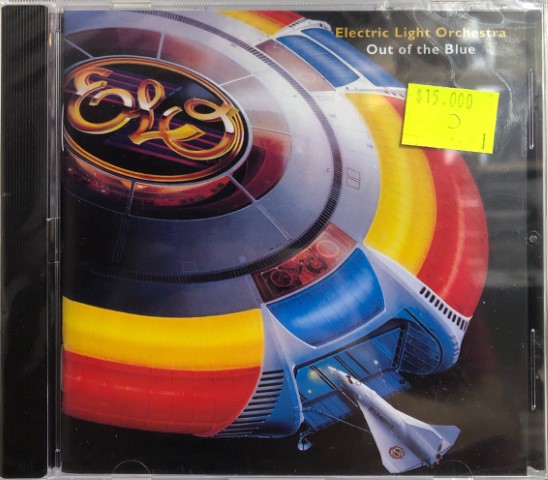 Electric Light Orchestra
Out of the Blue
$15.000
ELO